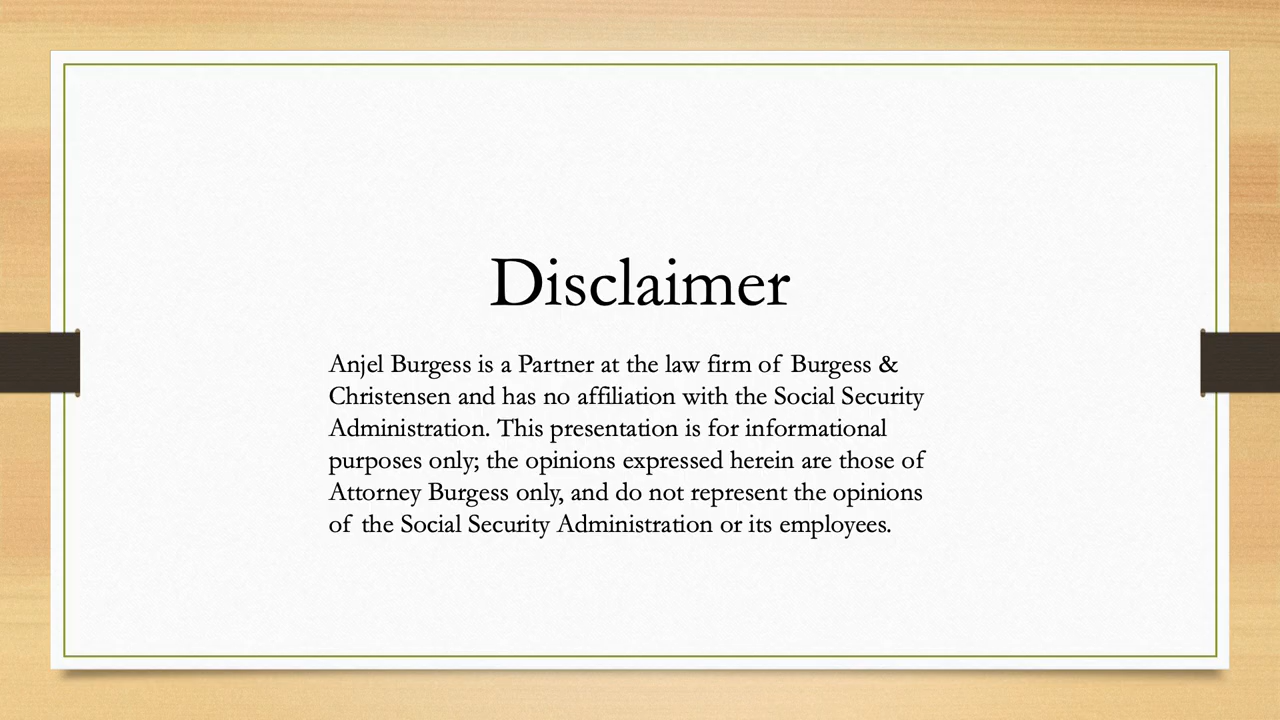 Disclaimer
Anjel Burgess is a Partner at the law firm of Burgess &
Christensen and has no affiliation with the Social Security
Administration. This presentation is for informational
purposes only; the opinions expressed herein are those of
Attorney Burgess only, and do not represent the opinions
of the Social Security Administration or its employees.